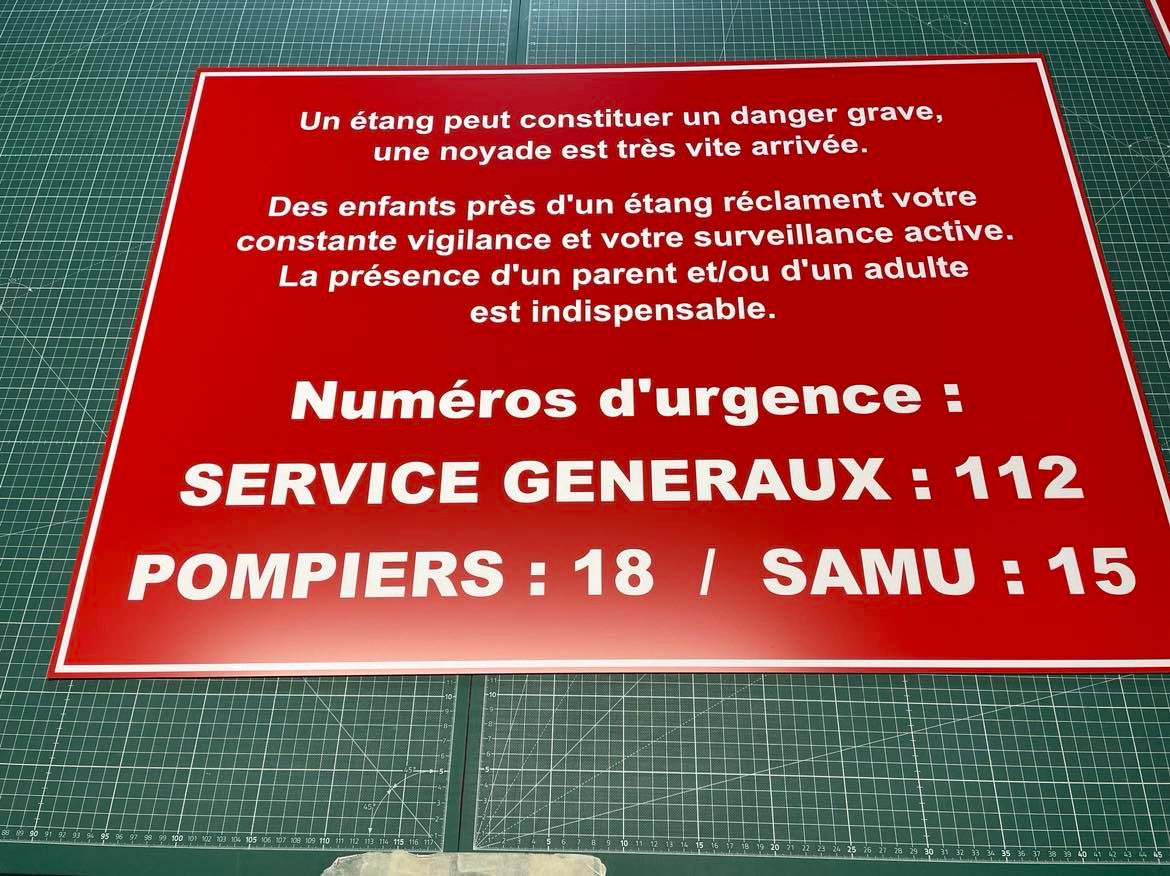 Un étang peut constituer un danger grave,
une noyade est très vite arrivée.
Des enfants près d'un étang réclament votre
constante vigilance et votre surveillance active.
La présence d'un parent et/ou d'un adulte
est indispensable.
Numéros d'urgence :
SERVICE GENERAUX : 112
POMPIERS : 18 / SAMU : 15